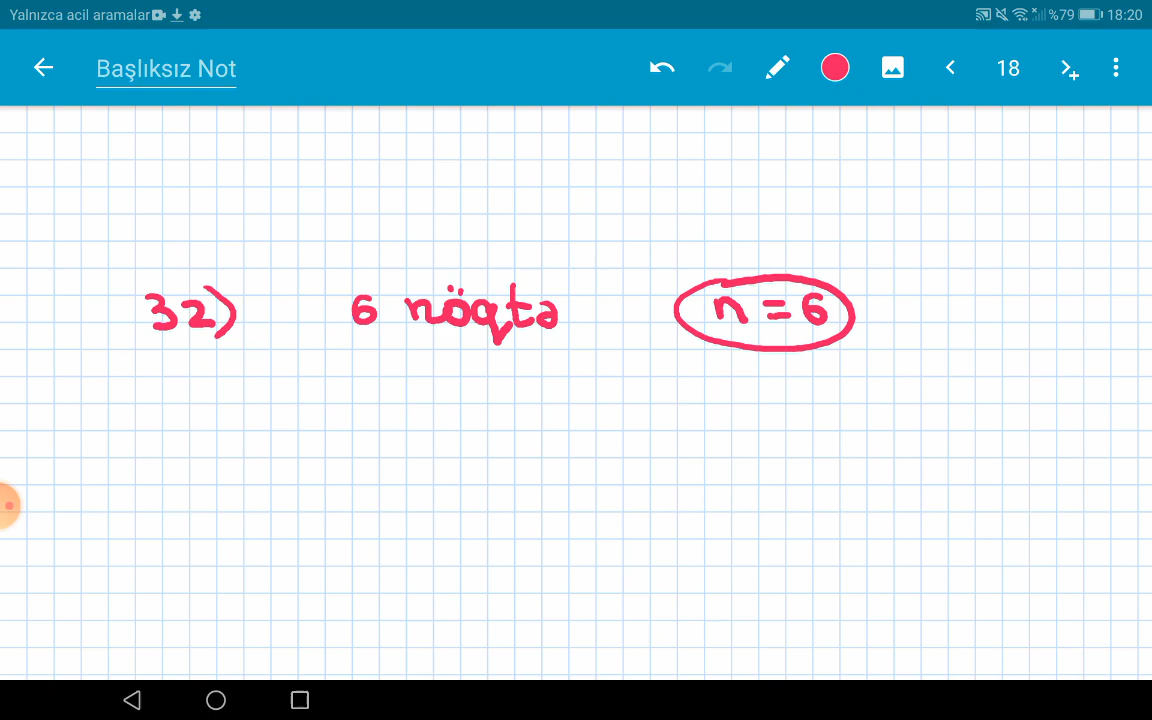 Yalnızca acil aramalar %79 18:20
Başlıksız Not 18
32) 6 nöqtə n = 6